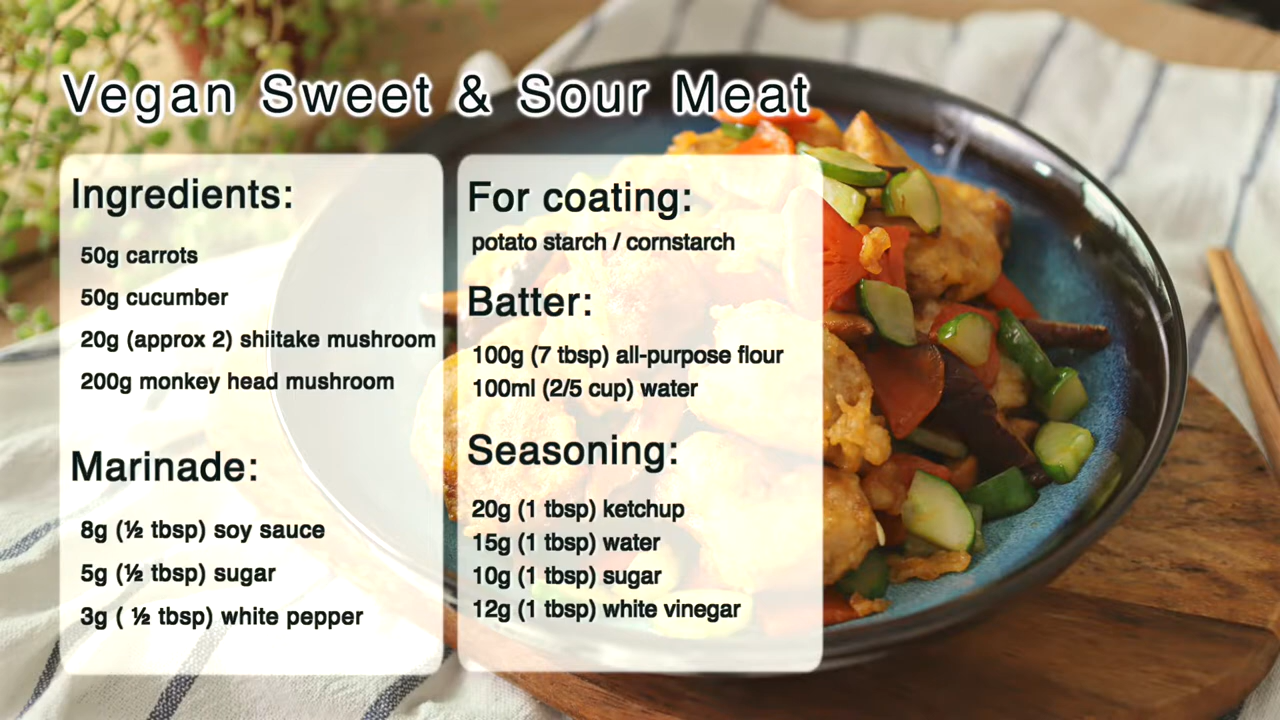 Vegan Sweet & Sour Meat
Ingredients:
50g carrots
50g cucumber
20g (approx 2) shiitake mushroom
200g monkey head mushroom
Marinade:
8g (½ tbsp) soy sauce
5g (½ tbsp) sugar
3g ( ½ tbsp) white pepper
For coating:
potato starch / cornstarch
Batter:
100g (7 tbsp) all-purpose flour
100ml (2/5 cup) water
Seasoning:
20g (1 tbsp) ketchup
15g (1 tbsp) water
10g (1 tbsp) sugar
12g (1 tbsp) white vinegar